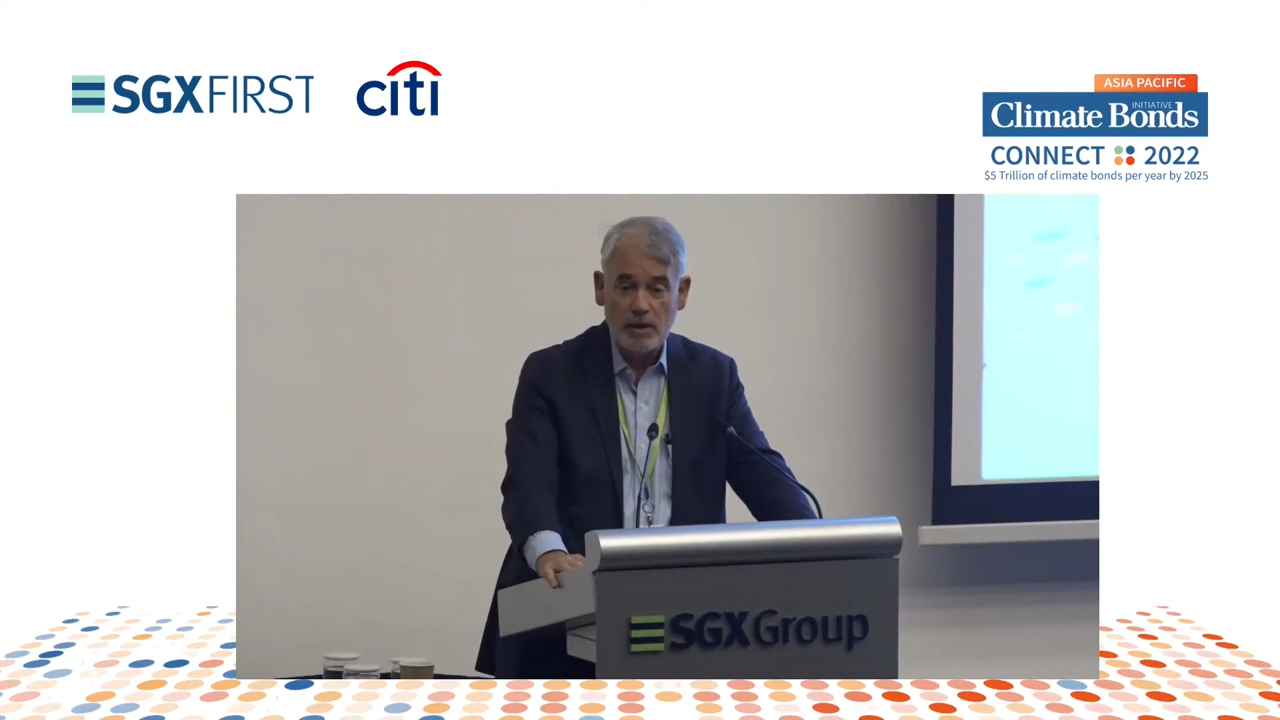 SGXFIRST
citi
ASIA PACIFIC
Climate Bonds
INITIATIVE
CONNECT 2022
$5 Trillion of climate bonds per year by 2025
SGXGroup